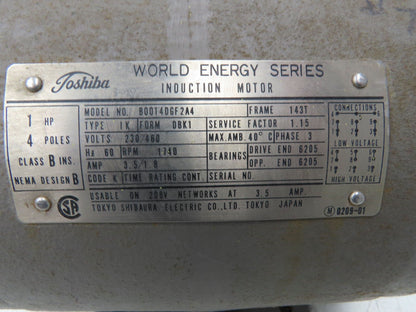 Toshiba WORLD ENERGY SERIES
INDUCTION MOTOR
1 HP
4 POLES
CLASS B INS.
NEMA DESIGN B
MODEL NO. B0014DGF2A4 FRAME 143T
TYPE IK FORM DBK1 SERVICE FACTOR 1.15
VOLTS 230/460 MAX.AMB. 40°C PHASE 3
Hz 60 RPM 1740 BEARINGS DRIVE END 6205
AMP 3.5/1.8 OPP. END 6205
CODE K TIME RATING CONT. SERIAL NO.
USABLE ON 208V NETWORKS AT 3.5 AMP.
TOKYO SHIBAURA ELECTRIC CO.,LTD. TOKYO JAPAN
CONNECTIONS
LOW VOLTAGE
HIGH VOLTAGE
M 0209-01
SA